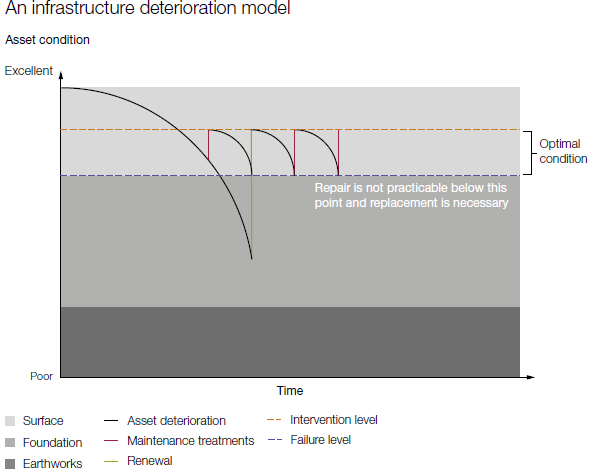 An infrastructure deterioration model
Asset condition
Excellent
Optimal
condition
Repair is not practicable below this
point and replacement is necessary
Poor
Time
Surface
Asset deterioration
Intervention level
Foundation
Maintenance treatments
Failure level
Earthworks
Renewal